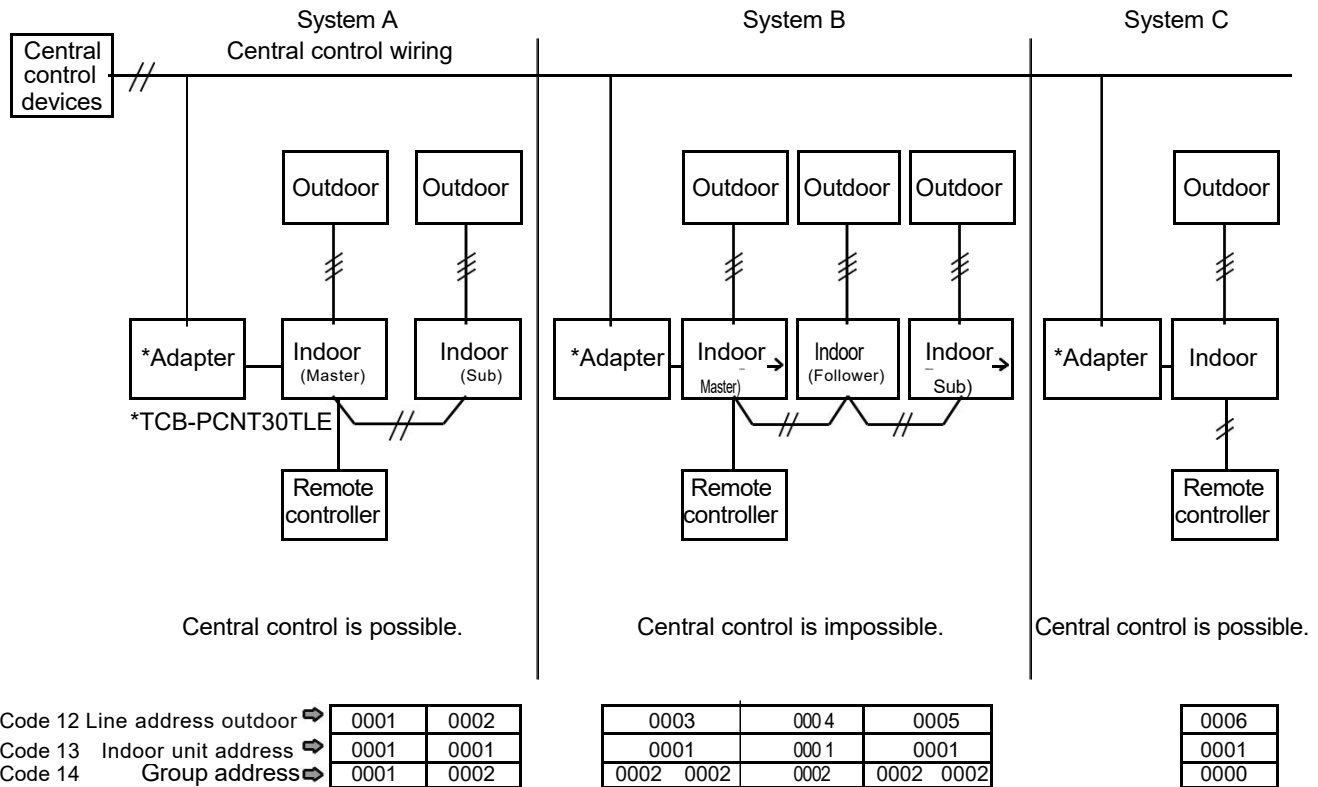 System A
System B
System C
Central control devices
Central control wiring
Outdoor
Outdoor
Outdoor
Outdoor
Outdoor
Outdoor
*Adapter
Indoor
(Master)
Indoor
(Sub)
*Adapter
Indoor
Master)
Indoor
(Follower)
Indoor
Sub)
*Adapter
Indoor
*TCB-PCNT30TLE
Remote
controller
Remote
controller
Remote
controller
Central control is possible.
Central control is impossible.
Central control is possible.
Code 12 Line address outdoor 0001 0002 0003 000 4 0005 0006
Code 13 Indoor unit address 0001 0001 0001 000 1 0001 0001
Code 14 Group address 0001 0002 0002 0002 0002 0002 0002 0000